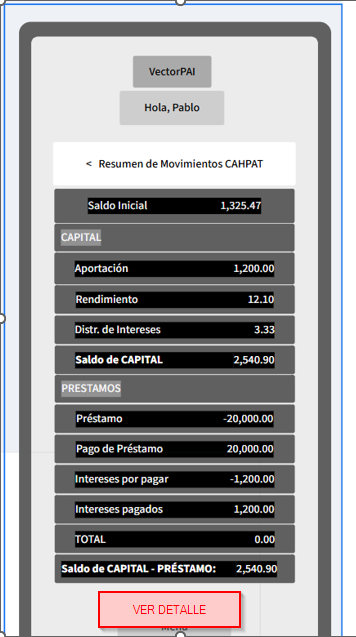 VectorPAI
Hola, Pablo
< Resumen de Movimientos CAHPAT
Saldo Inicial 1,325.47
CAPITAL
Aportación 1,200.00
Rendimiento 12.10
Distr. de Intereses 3.33
Saldo de CAPITAL 2,540.90
PRESTAMOS
Préstamo -20,000.00
Pago de Préstamo 20,000.00
Intereses por pagar -1,200.00
Intereses pagados 1,200.00
TOTAL 0.00
Saldo de CAPITAL - PRÉSTAMO: 2,540.90
VER DETALLE
Menú